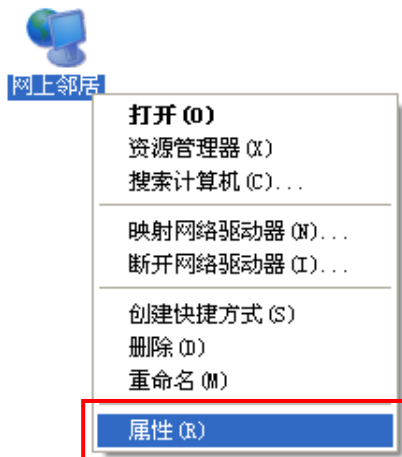 网上邻居
打开(O)
资源管理器(X)
搜索计算机(C)...
映射网络驱动器(N)...
断开网络驱动器(I)...
创建快捷方式(S)
删除(D)
重命名(M)
属性(R)